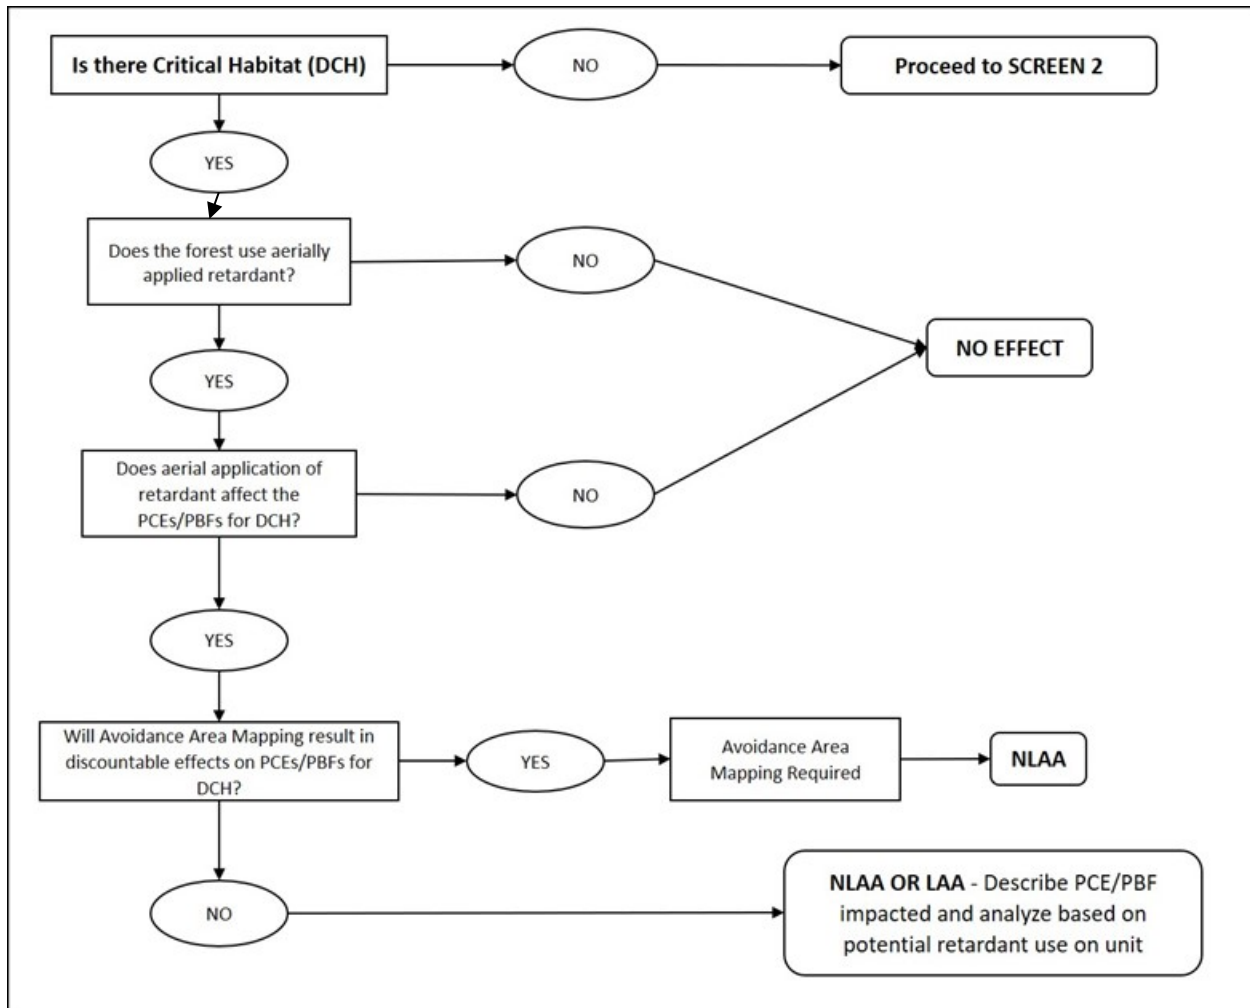 Is there Critical Habitat (DCH)
NO
Proceed to SCREEN 2
YES
Does the forest use aerially
applied retardant?
NO
NO EFFECT
YES
Does aerial application of
retardant affect the
PCEs/PBFs for DCH?
NO
YES
Will Avoidance Area Mapping result in
discountable effects on PCEs/PBFs for
DCH?
YES
Avoidance Area
Mapping Required
NLAA
NO
NLAA OR LAA - Describe PCE/PBF
impacted and analyze based on
potential retardant use on unit